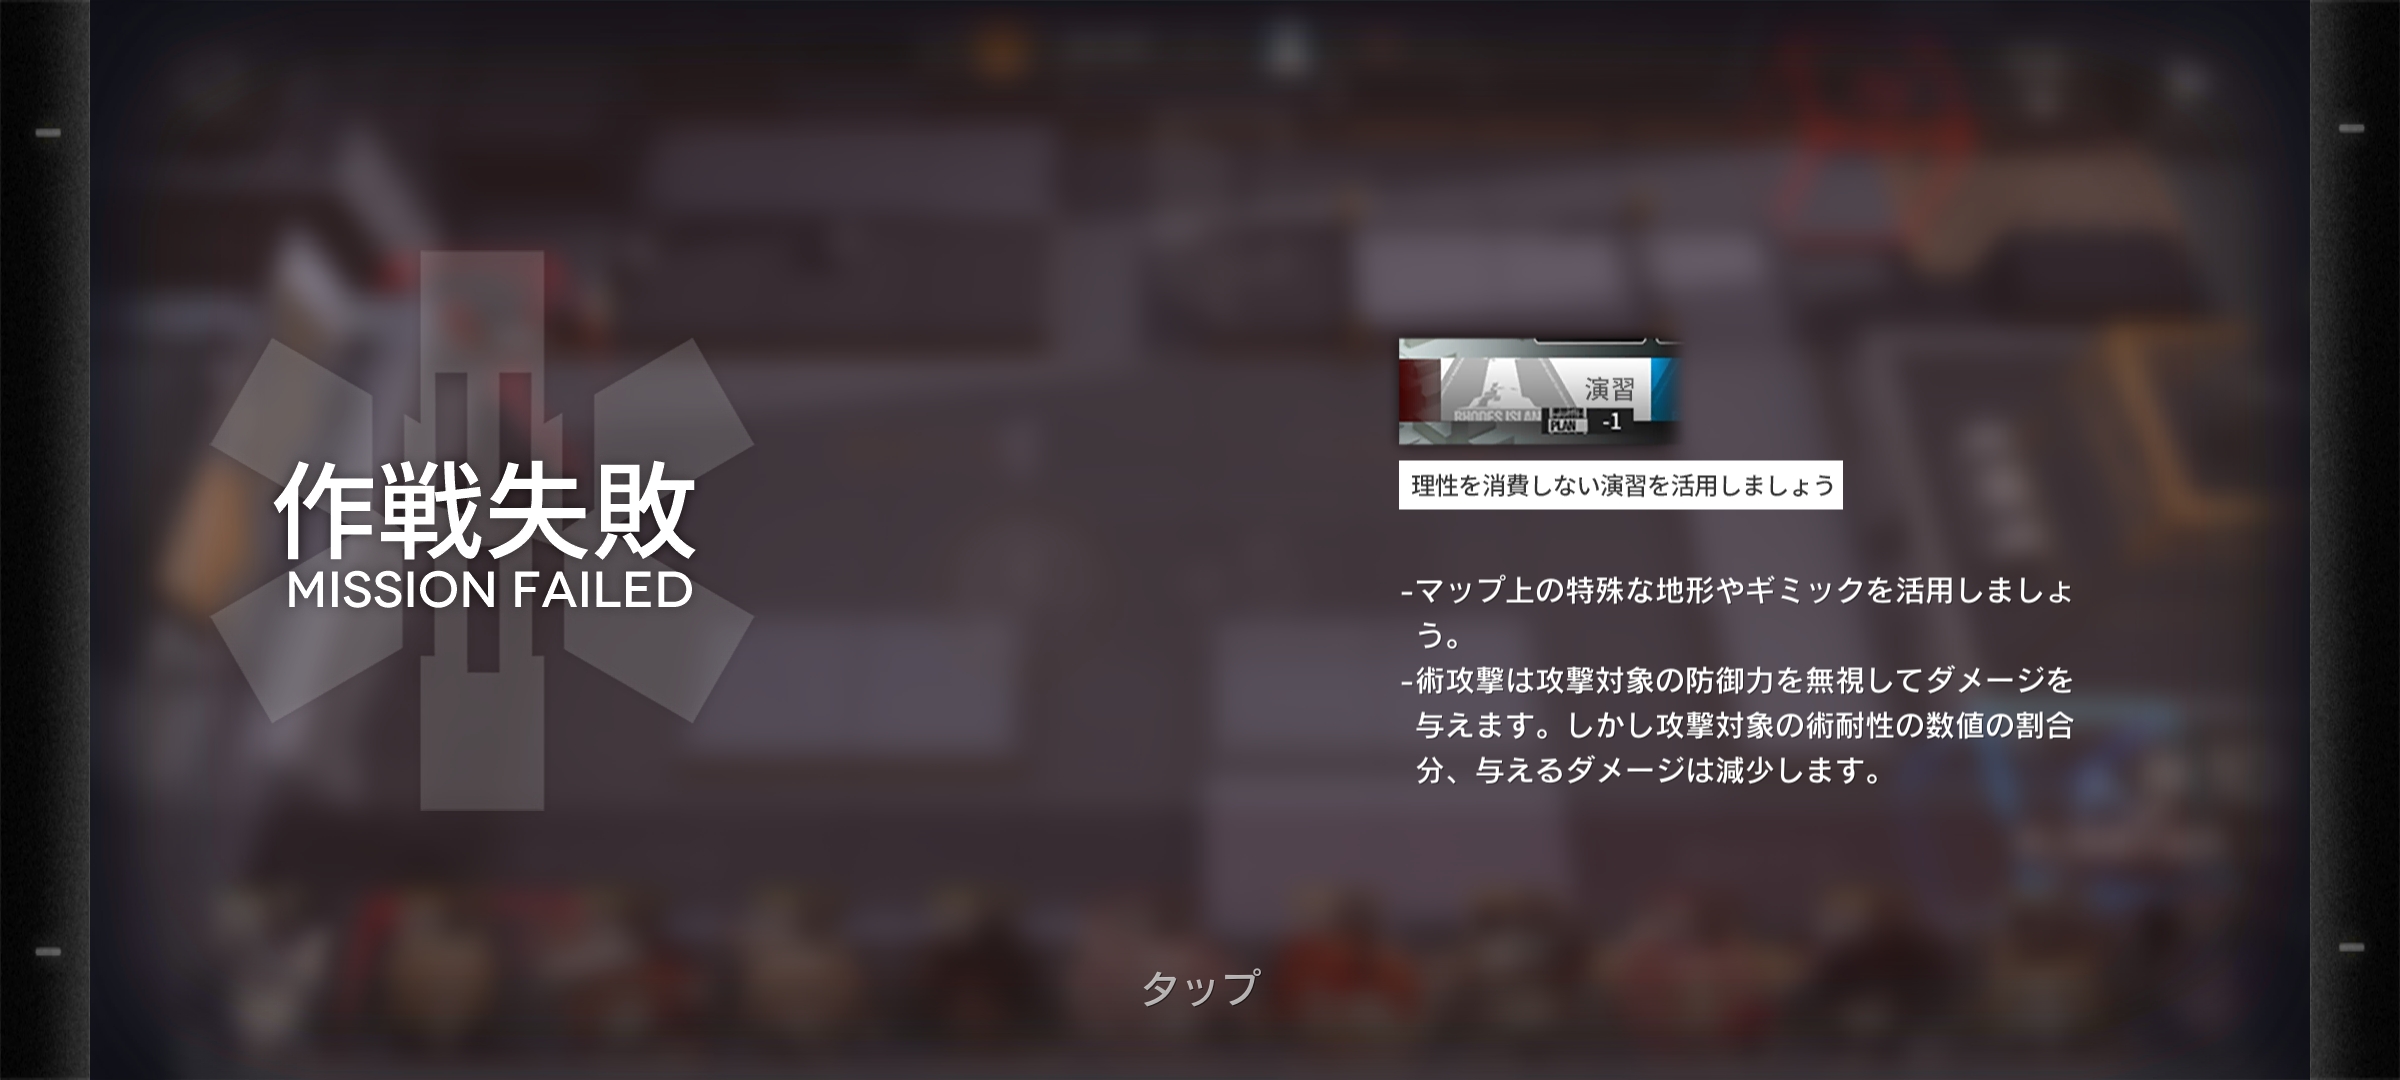 作戦失敗
MISSION FAILED
演習
RHODES ISLAN
PLAN
-1
理性を消費しない演習を活用しましょう
-マップ上の特殊な地形やギミックを活用しましょ
う。
-術攻撃は攻撃対象の防御力を無視してダメージを
与えます。しかし攻撃対象の術耐性の数値の割合
分、与えるダメージは減少します。
タップ